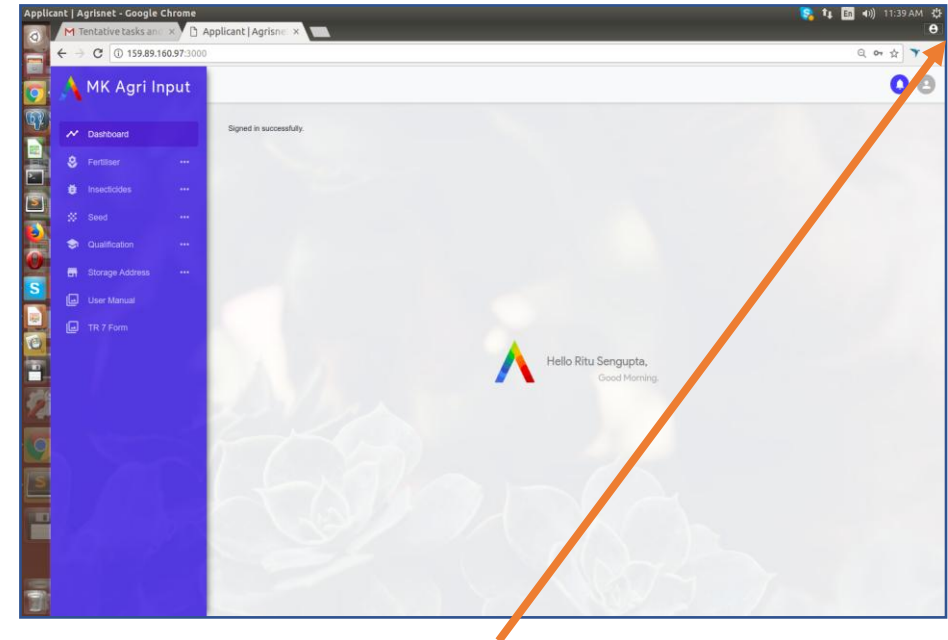 Applicant | Agrisnet - Google Chrome
En 11:39 AM
Tentative tasks and
Applicant | Agrisne
159.89.160.97:3000
MK Agri Input
Dashboard
Signed in successfully.
Fertiliser
Insecticides
Seed
Qualification
Storage Address
User Manual
TR 7 Form
Hello Ritu Sengupta,
Good Morning.